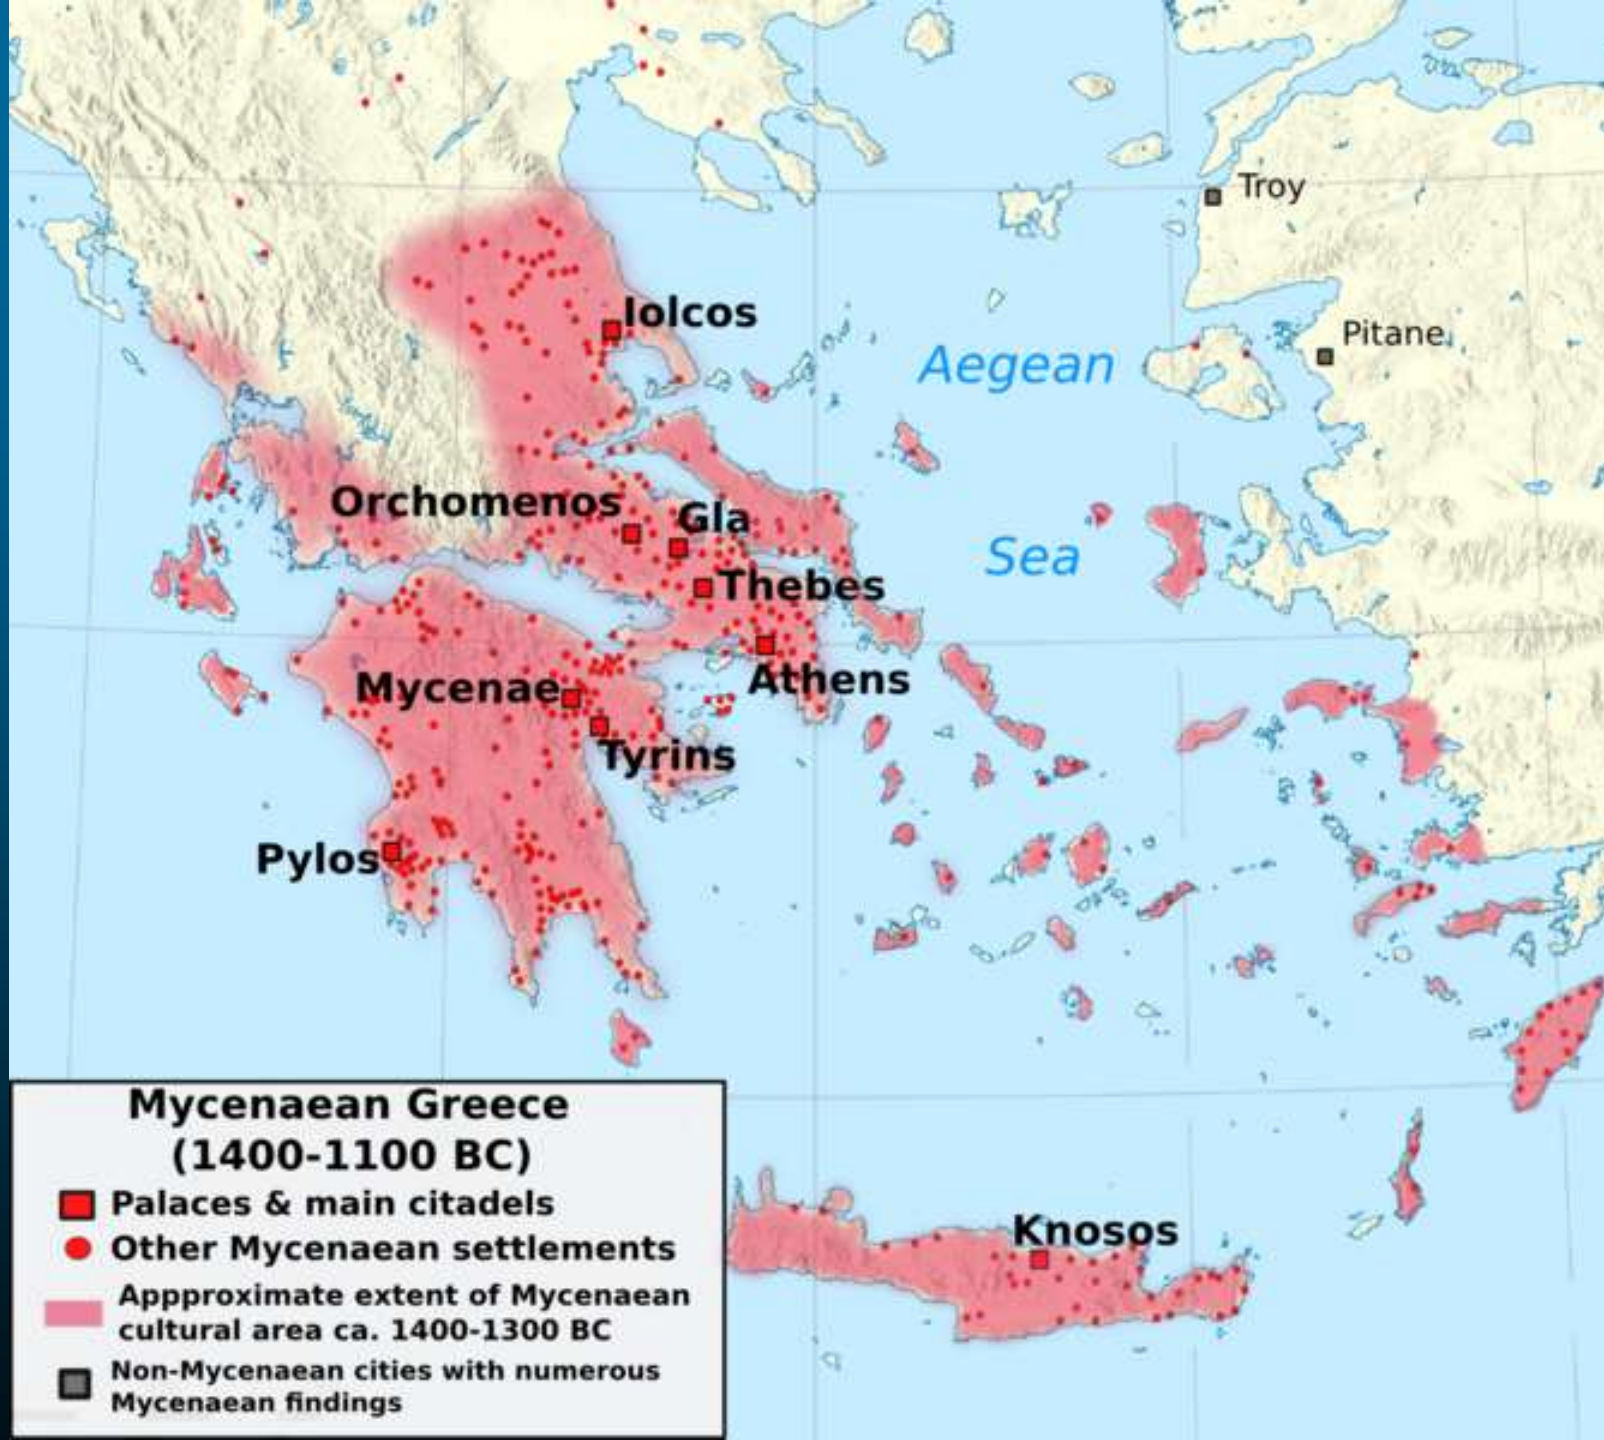 Troy
Iolcos
Pitane
Aegean
Orchomenos
Gla
Sea
Thebes
Athens
Mycenae
Tyrins
Pylos
Knosos
Mycenaean Greece
(1400-1100 BC)
Palaces & main citadels
Other Mycenaean settlements
Appproximate extent of Mycenaean
cultural area ca. 1400-1300 BC
Non-Mycenaean cities with numerous
Mycenaean findings